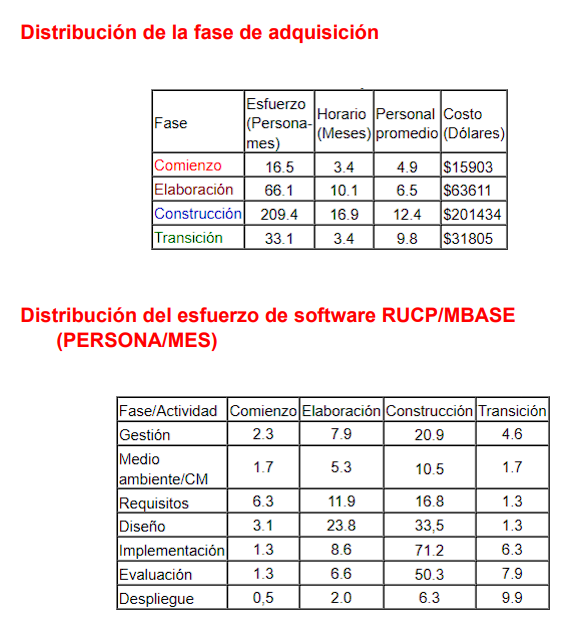 Distribución de la fase de adquisición
Fase Esfuerzo (Persona-mes) Horario (Meses) Personal promedio Costo (Dólares)
Comienzo 16.5 3.4 4.9 $15903
Elaboración 66.1 10.1 6.5 $63611
Construcción 209.4 16.9 12.4 $201434
Transición 33.1 3.4 9.8 $31805
Distribución del esfuerzo de software RUCP/MBASE
(PERSONA/MES)
Fase/Actividad Comienzo Elaboración Construcción Transición
Gestión 2.3 7.9 20.9 4.6
Medio ambiente/CM 1.7 5.3 10.5 1.7
Requisitos 6.3 11.9 16.8 1.3
Diseño 3.1 23.8 33,5 1.3
Implementación 1.3 8.6 71.2 6.3
Evaluación 1.3 6.6 50.3 7.9
Despliegue 0,5 2.0 6.3 9.9